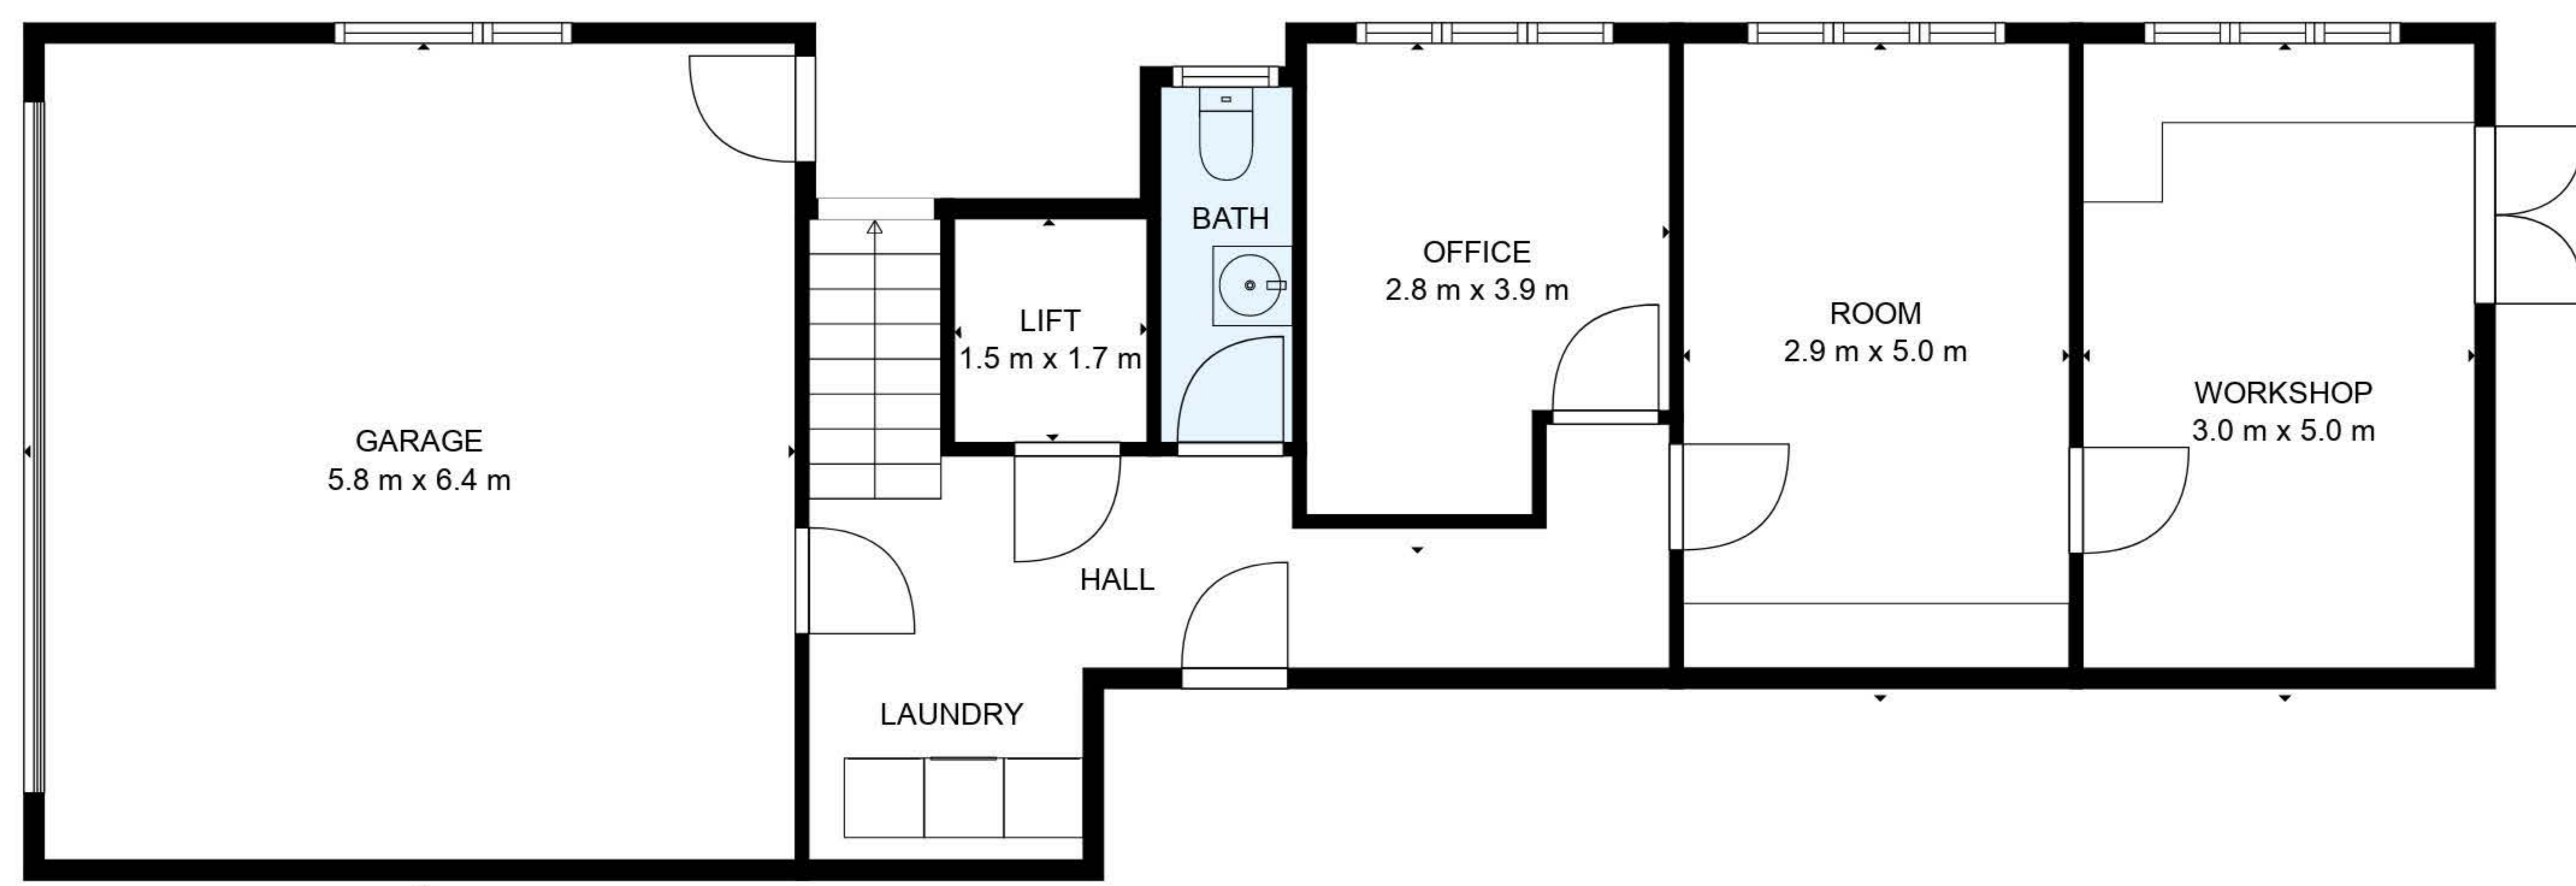 GARAGE
5.8 m x 6.4 m
LIFT
1.5 m x 1.7 m
BATH
HALL
LAUNDRY
OFFICE
2.8 m x 3.9 m
ROOM
2.9 m x 5.0 m
WORKSHOP
3.0 m x 5.0 m